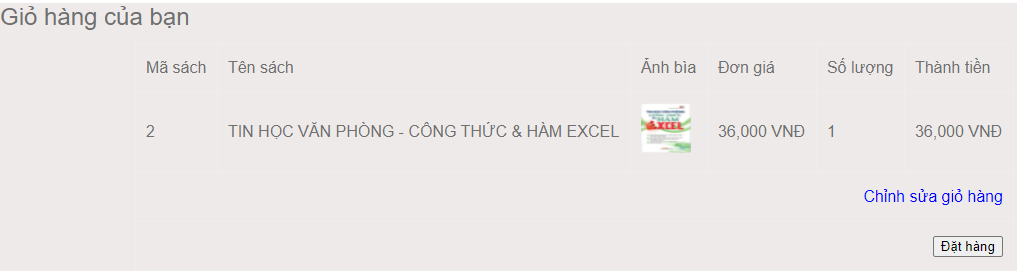 Giỏ hàng của bạn
Mã sách Tên sách Ảnh bìa Đơn giá Số lượng Thành tiền
2 TIN HỌC VĂN PHÒNG - CÔNG THỨC & HÀM EXCEL 36,000 VNĐ 1 36,000 VNĐ
HÀM
EXCEL
Chỉnh sửa giỏ hàng
Đặt hàng